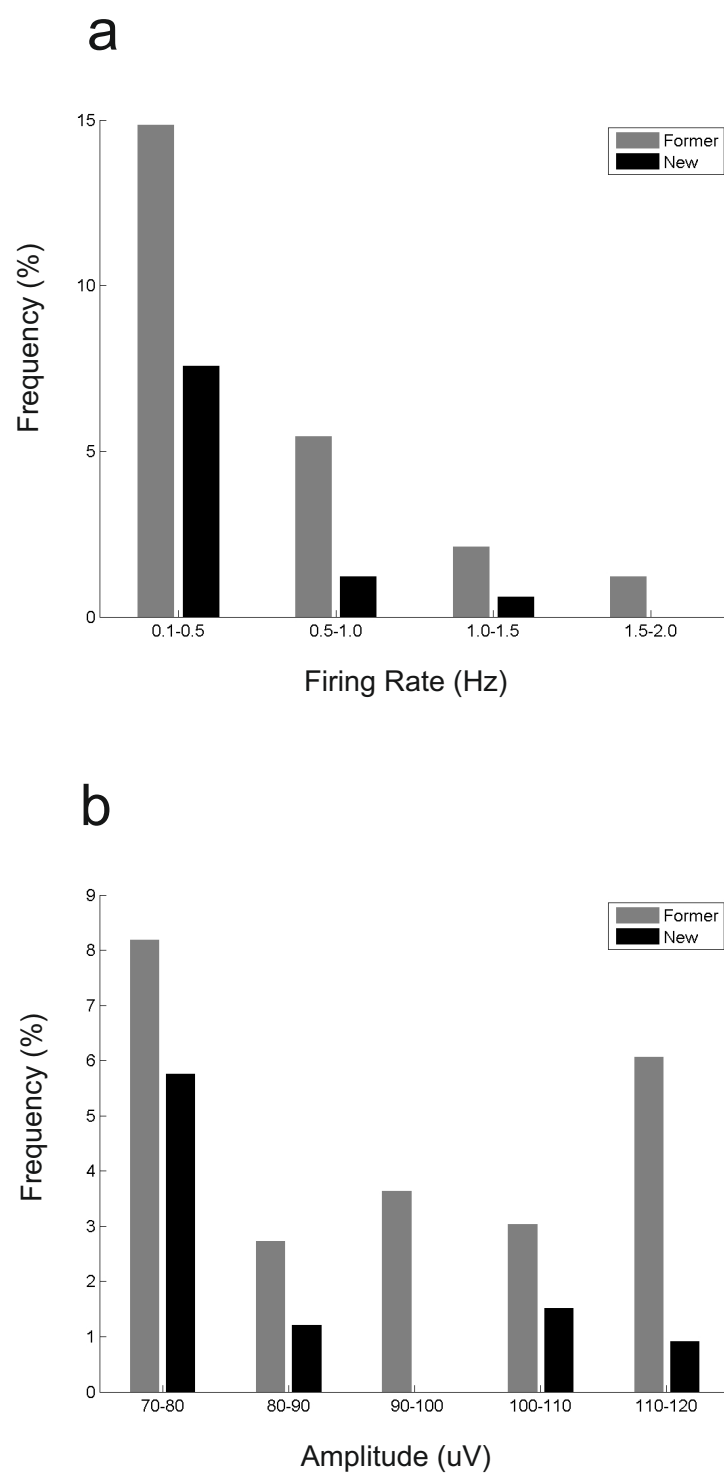 a
15
Former
New
10
Frequency (%)
5
0
0.1-0.5 0.5-1.0 1.0-1.5 1.5-2.0
Firing Rate (Hz)
b
9
Former
New
8
7
6
5
Frequency (%)
4
3
2
1
0
70-80 80-90 90-100 100-110 110-120
Amplitude (uV)